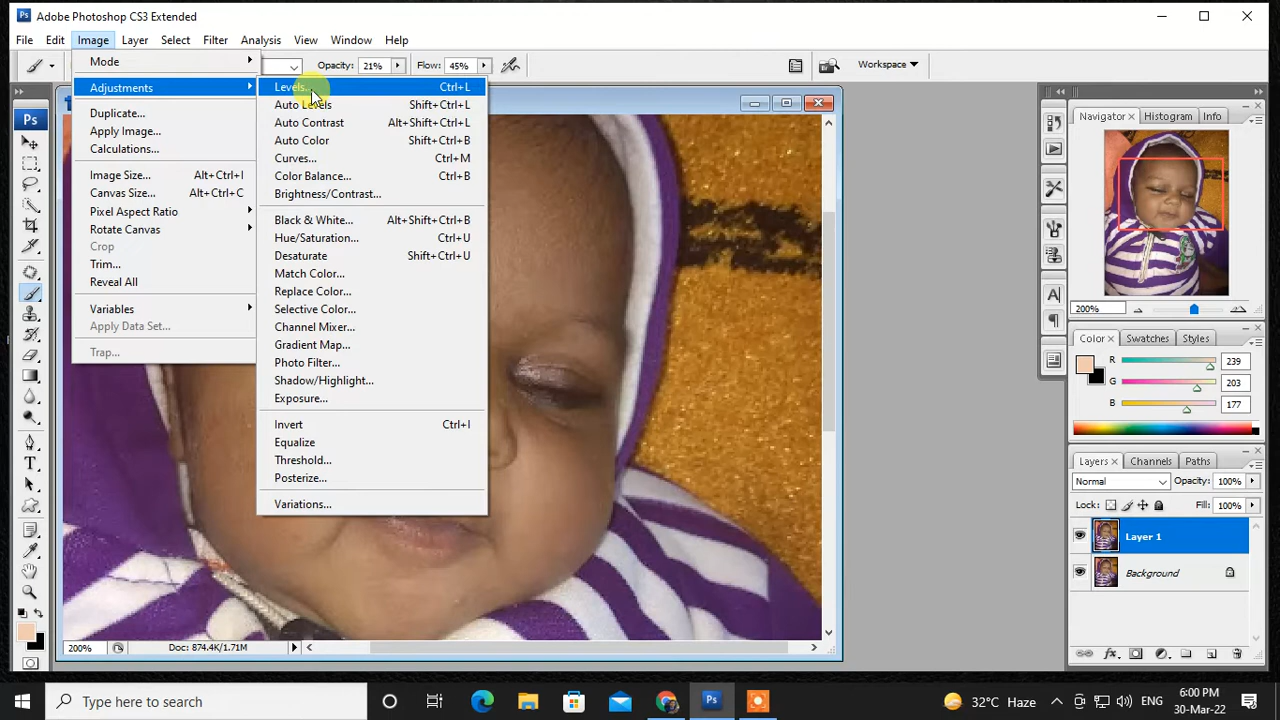 Adobe Photoshop CS3 Extended
File Edit Image Layer Select Filter Analysis View Window Help
Opacity: 21% Flow: 45% Workspace
Mode
Adjustments
Duplicate...
Apply Image...
Calculations...
Image Size... Alt+Ctrl+I
Canvas Size... Alt+Ctrl+C
Pixel Aspect Ratio
Rotate Canvas
Crop
Trim...
Reveal All
Variables
Apply Data Set...
Trap...
Levels... Ctrl+L
Auto Levels Shift+Ctrl+L
Auto Contrast Alt+Shift+Ctrl+L
Auto Color Shift+Ctrl+B
Curves... Ctrl+M
Color Balance... Ctrl+B
Brightness/Contrast...
Black & White... Alt+Shift+Ctrl+B
Hue/Saturation... Ctrl+U
Desaturate Shift+Ctrl+U
Match Color...
Replace Color...
Selective Color...
Channel Mixer...
Gradient Map...
Photo Filter...
Shadow/Highlight...
Exposure...
Invert Ctrl+I
Equalize
Threshold...
Posterize...
Variations...
Navigator Histogram Info
200%
Color Swatches Styles
R 239
G 203
B 177
Layers Channels Paths
Normal Opacity: 100%
Lock: Fill: 100%
Layer 1
Background
200% Doc: 874.4K/1.71M
Type here to search
32°C Haze ENG
6:00 PM
30-Mar-22